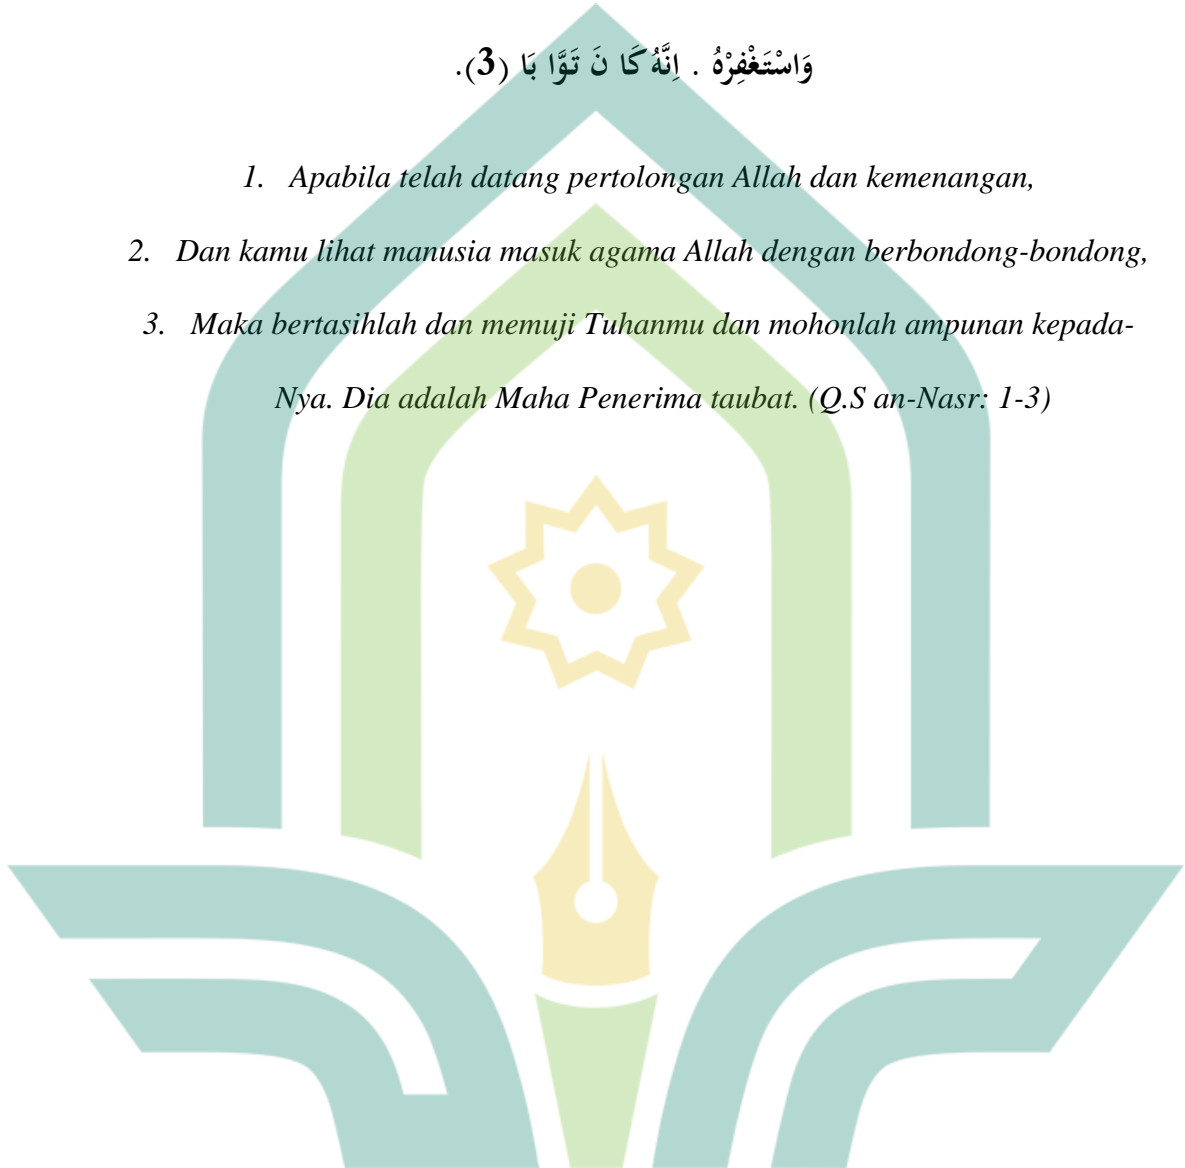 وَاسْتَغْفِرْهُ . اِنَّهُ كَا نَ تَوَّا بَا (3).
1. Apabila telah datang pertolongan Allah dan kemenangan,
2. Dan kamu lihat manusia masuk agama Allah dengan berbondong-bondong,
3. Maka bertasihlah dan memuji Tuhanmu dan mohonlah ampunan kepada-
Nya. Dia adalah Maha Penerima taubat. (Q.S an-Nasr: 1-3)